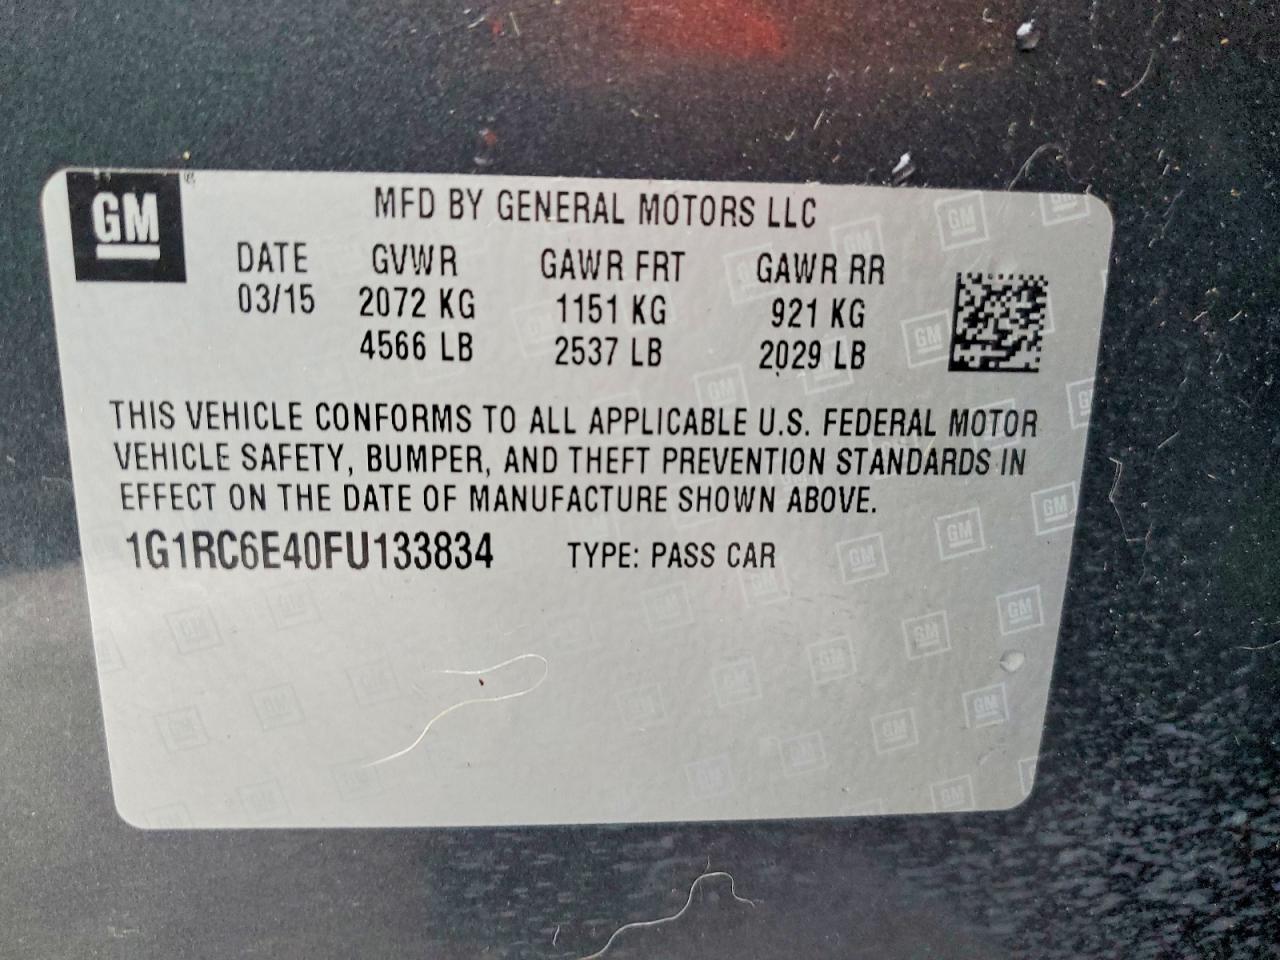 GM
MFD BY GENERAL MOTORS LLC
DATE GVWR GAWR FRT GAWR RR
03/15 2072 KG 1151 KG 921 KG
4566 LB 2537 LB 2029 LB
THIS VEHICLE CONFORMS TO ALL APPLICABLE U.S. FEDERAL MOTOR
VEHICLE SAFETY, BUMPER, AND THEFT PREVENTION STANDARDS IN
EFFECT ON THE DATE OF MANUFACTURE SHOWN ABOVE.
1G1RC6E40FU133834 TYPE: PASS CAR